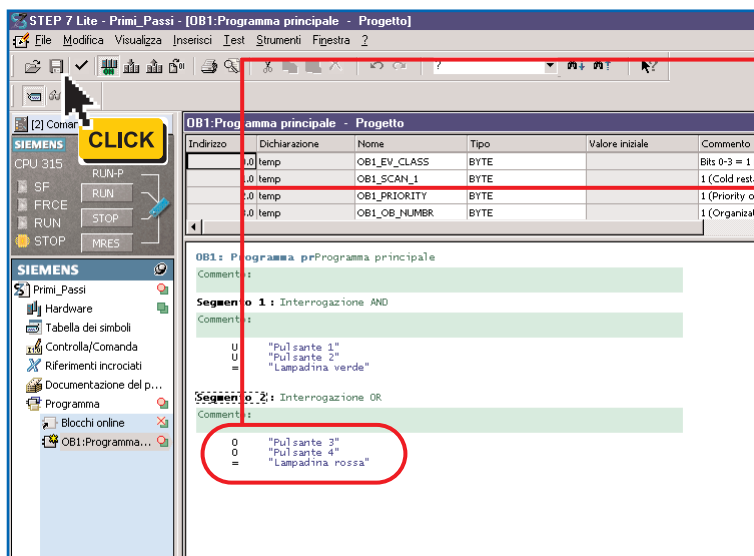 STEP 7 Lite - Primi_Passi - [OB1:Programma principale - Progetto]
File Modifica Visualizza Inserisci Test Strumenti Finestra ?
ON ?
CLICK
[2] Coman
SIEMENS
CPU 315
RUN-P
SF
RUN
FRCE
RUN
STOP
STOP
MRES
OB1:Programma principale - Progetto
Indirizzo Dichiarazione Nome Tipo Valore iniziale Commento
0.0 temp OB1_EV_CLASS BYTE Bits 0-3 = 1
1.0 temp OB1_SCAN_1 BYTE 1 (Cold rest
2.0 temp OB1_PRIORITY BYTE 1 (Priority o
3.0 temp OB1_OB_NUMBR BYTE 1 (Organiza
SIEMENS
Primi_Passi
Hardware
Tabella dei simboli
Controlla/Comanda
Riferimenti incrociati
Documentazione del p...
Programma
Blocchi online
OB1:Programma...
OB1: Programma prProgramma principale
Commento:
Segmento 1 : Interrogazione AND
Commento:
U "Pulsante 1"
U "Pulsante 2"
= "Lampadina verde"
Segmento 2: Interrogazione OR
Commento:
O "Pulsante 3"
O "Pulsante 4"
= "Lampadina rossa"